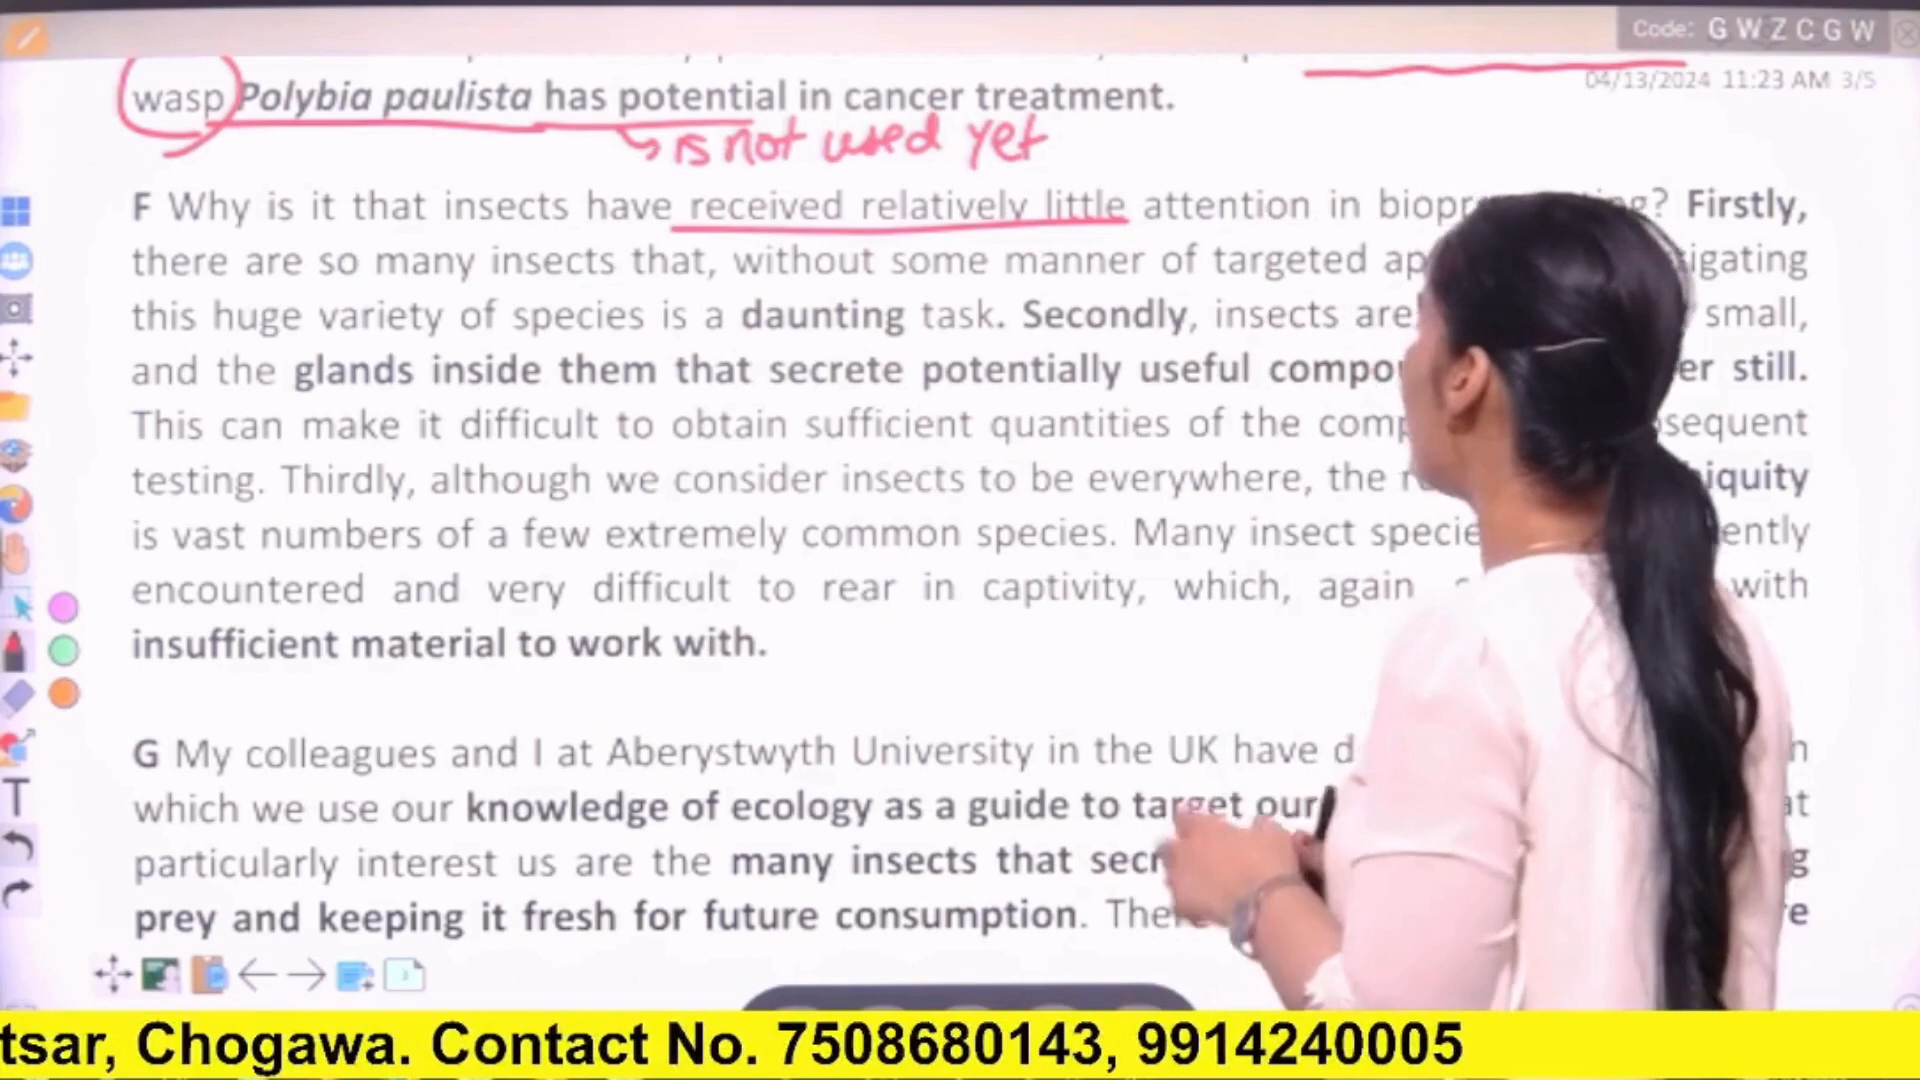 Code: G W Z C G W
04/13/2024 11:23 AM 3/5
wasp Polybia paulista has potential in cancer treatment.
is not used yet
F Why is it that insects have received relatively little attention in Firstly,
there are so many insects that, without some manner of targeted
this huge variety of species is a daunting task. Secondly, insects are small,
and the glands inside them that secrete potentially useful still.
This can make it difficult to obtain sufficient quantities of the
testing. Thirdly, although we consider insects to be everywhere, the
is vast numbers of a few extremely common species. Many insect
encountered and very difficult to rear in captivity, which, again with
insufficient material to work with.
G My colleagues and I at Aberystwyth University in the UK have
which we use our knowledge of ecology as a guide to target our
particularly interest us are the many insects that
prey and keeping it fresh for future consumption.
T
tsar, Chogawa. Contact No. 7508680143, 9914240005